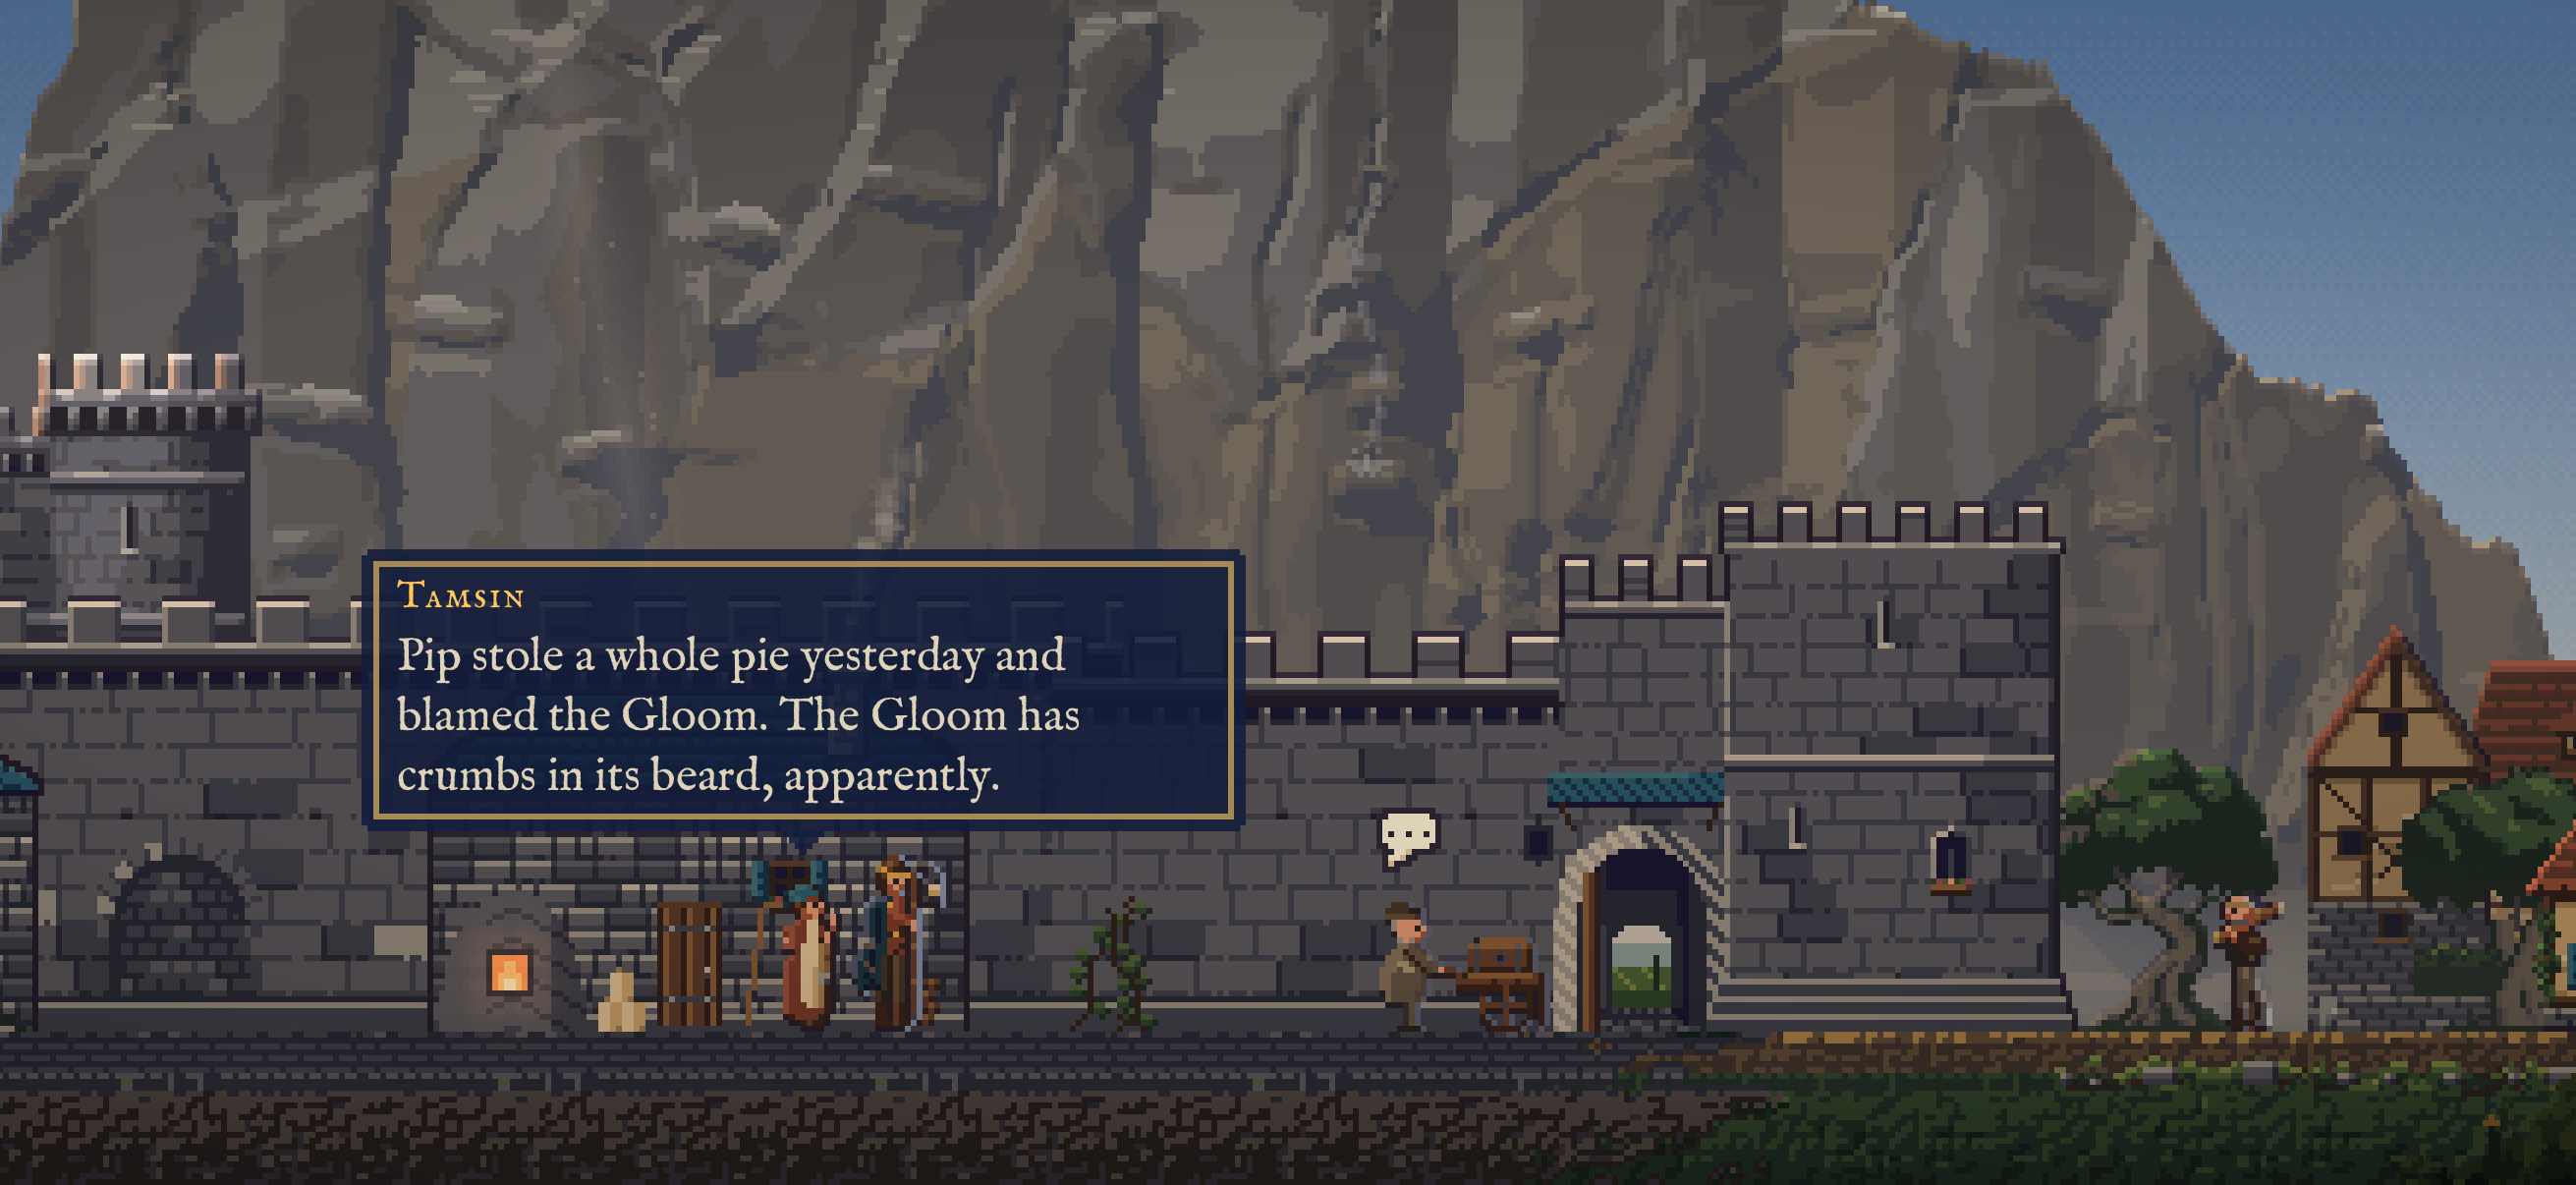 Tamsin
Pip stole a whole pie yesterday and
blamed the Gloom. The Gloom has
crumbs in its beard, apparently.